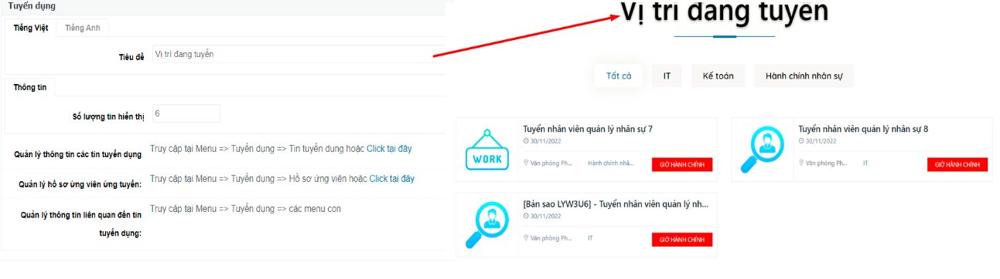 Tuyển dụng
Tiếng Việt Tiếng Anh
Tiêu đề Vị trí đang tuyển
Thông tin
Số lượng tin hiển thị 6
Quản lý thông tin các tin tuyển dụng Truy cập tại Menu => Tuyển dụng => Tin tuyển dụng hoặc Click tại đây
Quản lý hồ sơ ứng viên ứng tuyển: Truy cập tại Menu => Tuyển dụng => Hồ sơ ứng viên hoặc Click tại đây
Quản lý thông tin liên quan đến tin Truy cập tại Menu => Tuyển dụng => các menu con
tuyển dụng:
Vị trí đang tuyển
Tất cả IT Kế toán Hành chính nhân sự
WORK
Tuyển nhân viên quản lý nhân sự 7
30/11/2022
Văn phòng Ph... Hành chính nhâ... GIỜ HÀNH CHÍNH
Tuyển nhân viên quản lý nhân sự 8
30/11/2022
Văn phòng Ph... IT GIỜ HÀNH CHÍNH
[Bản sao LYW3U6] - Tuyển nhân viên quản lý nh...
30/11/2022
Văn phòng Ph... IT GIỜ HÀNH CHÍNH